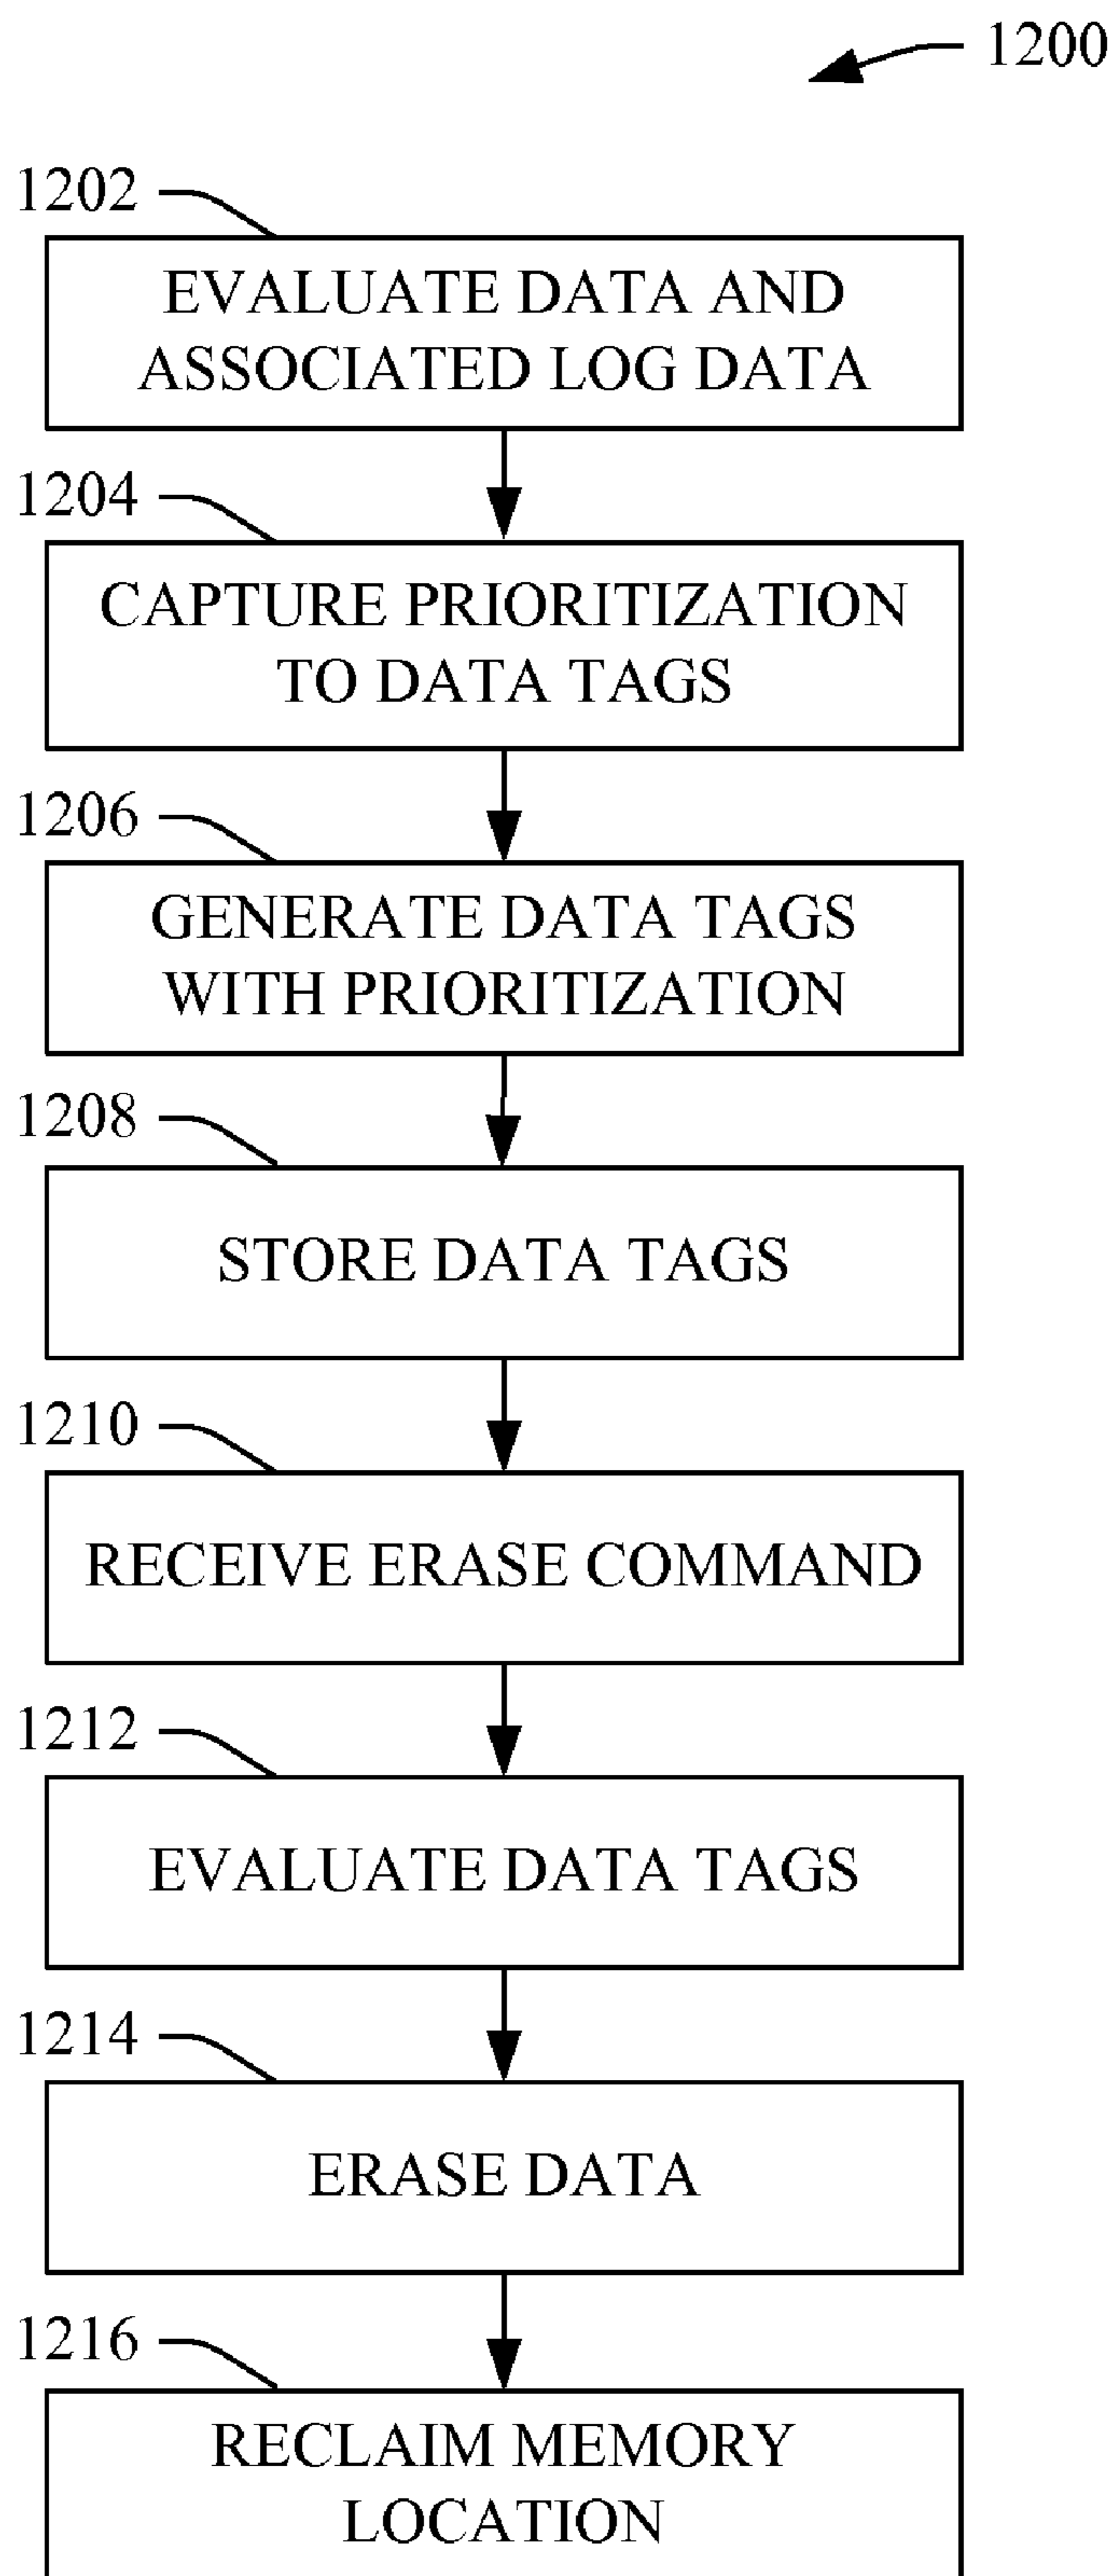 1200
1202
EVALUATE DATA AND
ASSOCIATED LOG DATA
1204
CAPTURE PRIORITIZATION
TO DATA TAGS
1206
GENERATE DATA TAGS
WITH PRIORITIZATION
1208
STORE DATA TAGS
1210
RECEIVE ERASE COMMAND
1212
EVALUATE DATA TAGS
1214
ERASE DATA
1216
RECLAIM MEMORY
LOCATION